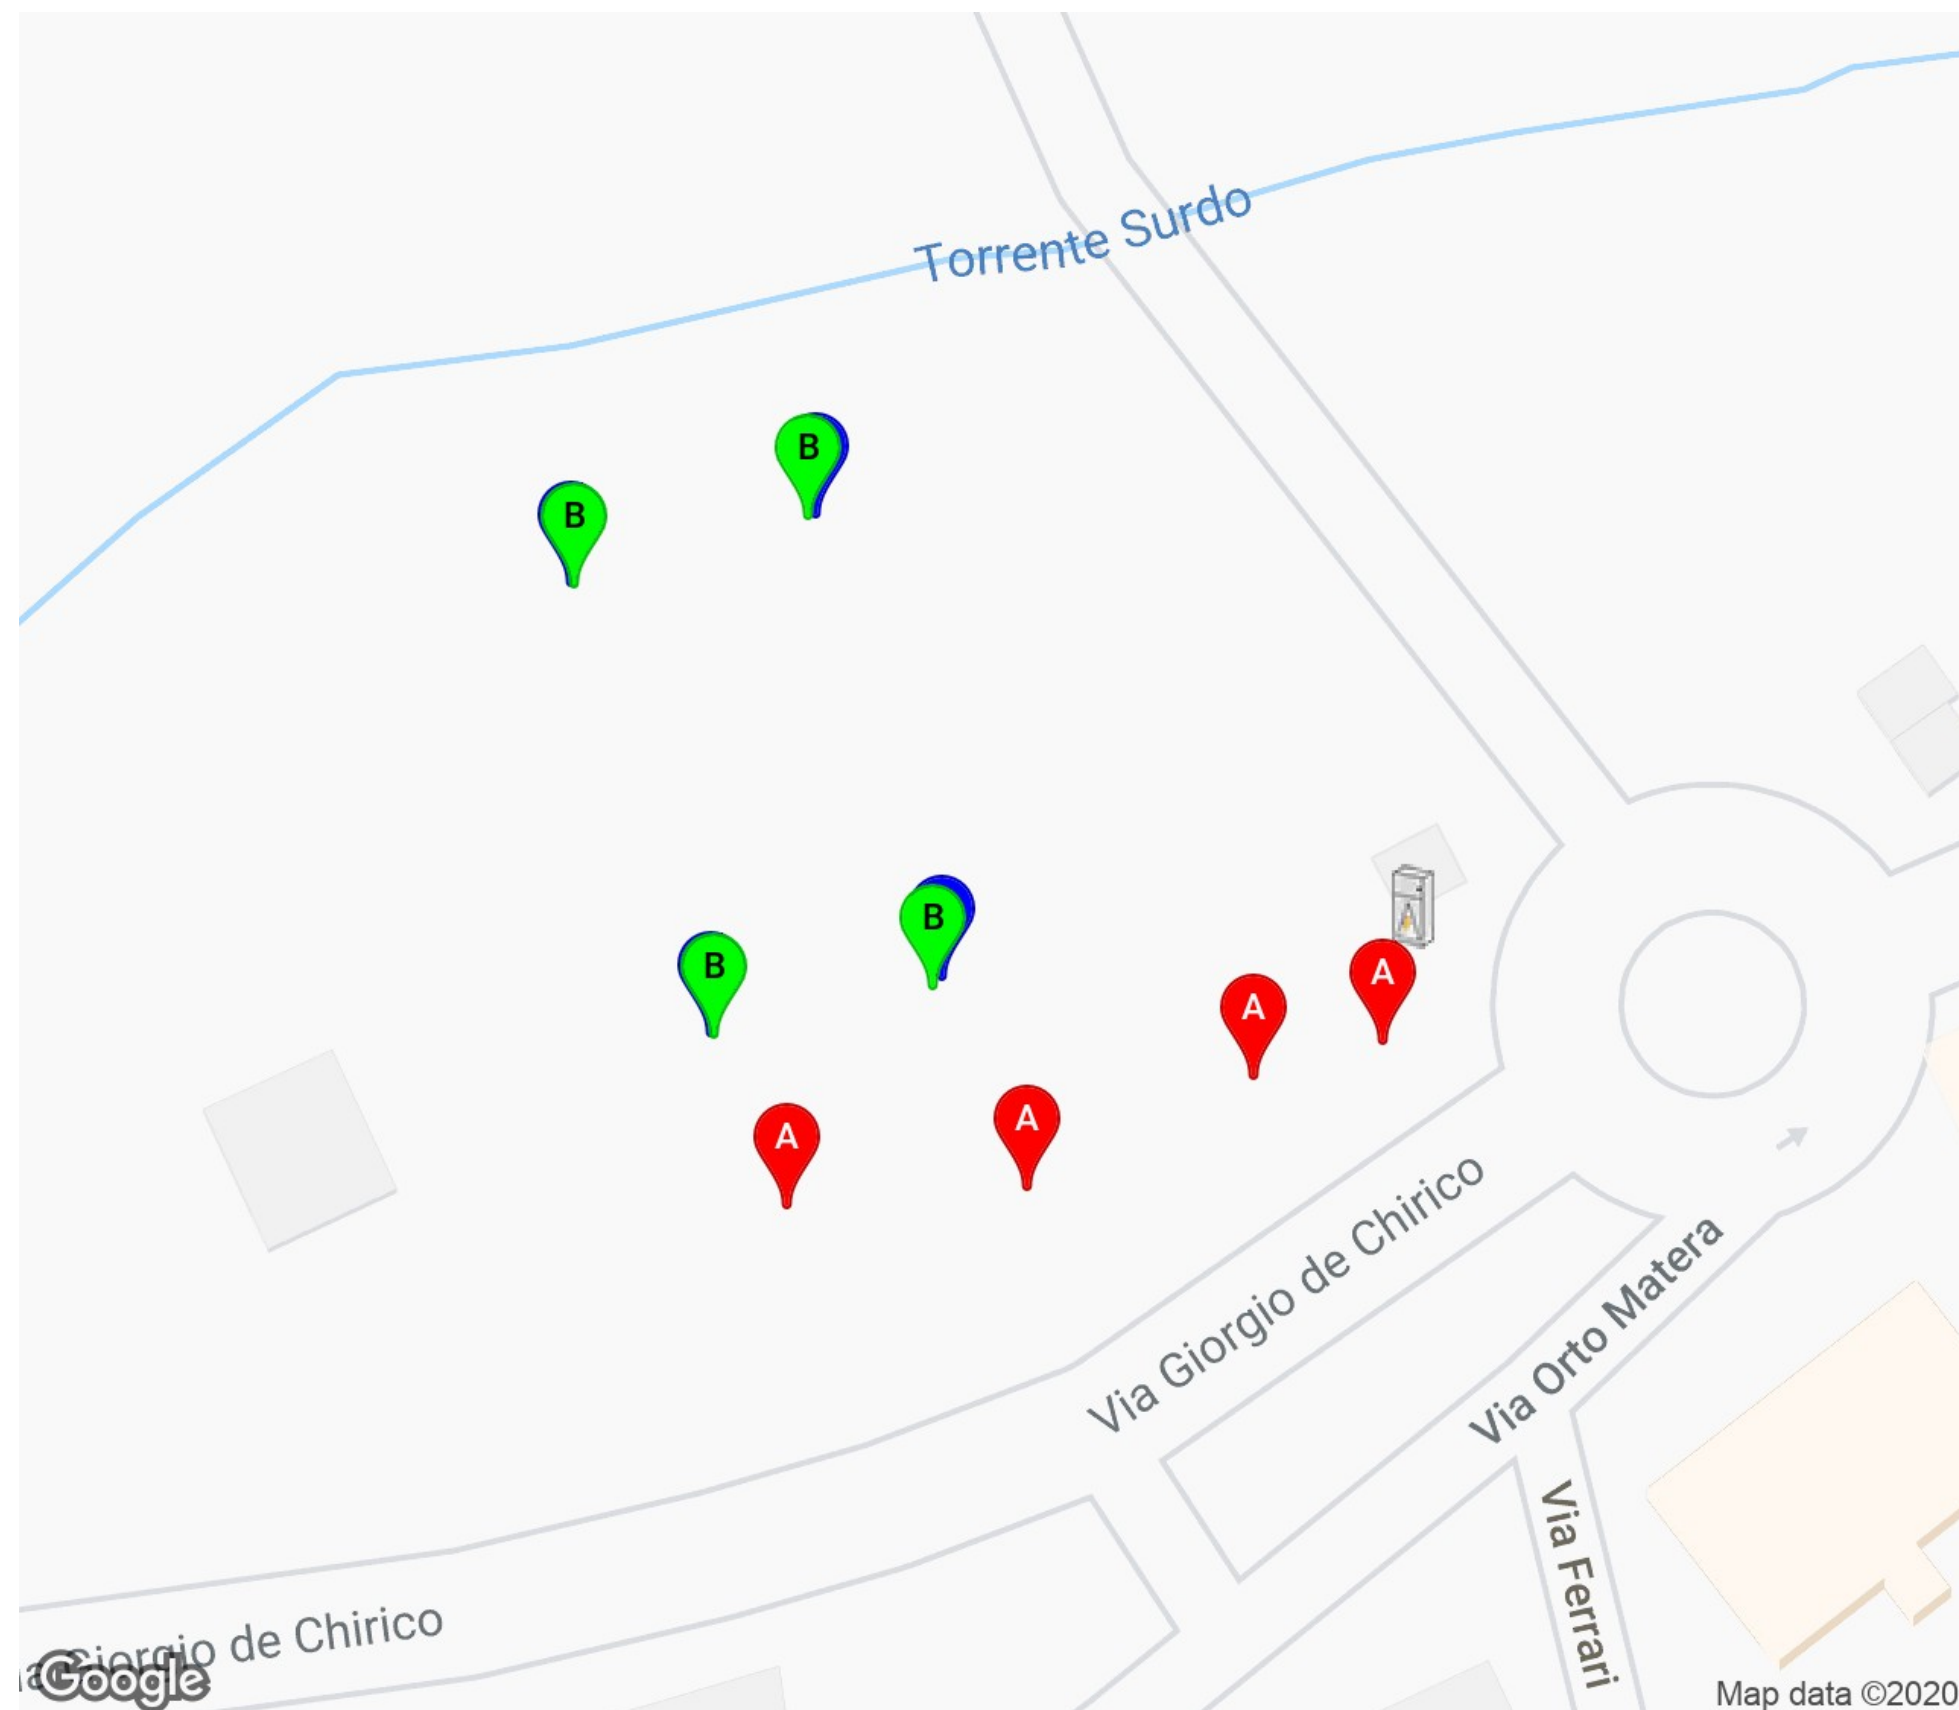 Torrente Surdo
B
B
B
B
A
A
A
A
Via Giorgio de Chirico
Via Orto Matera
Via Ferrari
Giorgio de Chirico
Google
Map data ©2020